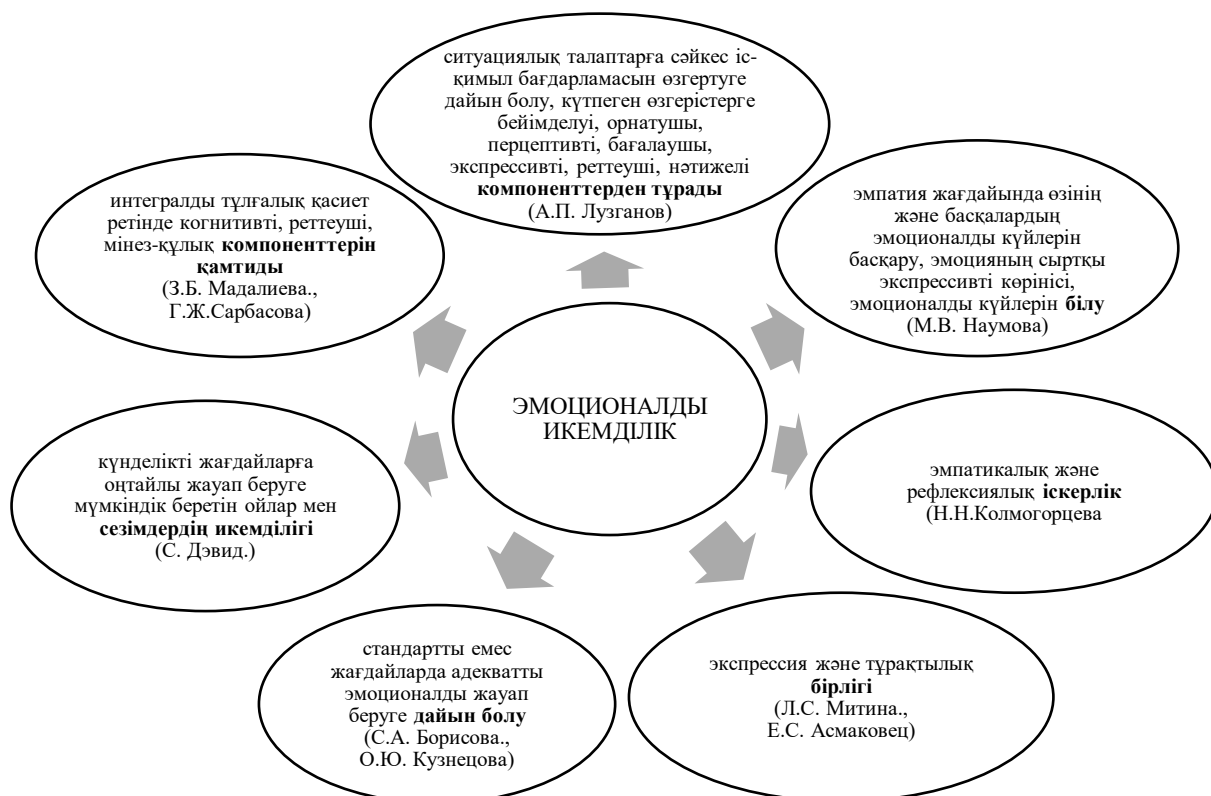 ситуациялық талаптарға сәйкес іс-
қимыл бағдарламасын өзгертуге
дайын болу, күтпеген өзгерістерге
бейімделуі, орнатушы,
перцептивті, бағалаушы,
экспрессивті, реттеуші, нәтижелі
компоненттерден тұрады
(А.П. Лузганов)
эмпатия жағдайында өзінің
және басқалардың
эмоционалды күйлерін
басқару, эмоцияның сыртқы
экспрессивті көрінісі,
эмоционалды күйлерін білу
(М.В. Наумова)
эмпатикалық және
рефлексиялық іскерлік
(Н.Н.Колмогорцева
экспрессия және тұрақтылық
бірлігі
(Л.С. Митина.,
Е.С. Асмаковец)
стандартты емес
жағдайларда адекватты
эмоционалды жауап
беруге дайын болу
(С.А. Борисова.,
О.Ю. Кузнецова)
күнделікті жағдайларға
оңтайлы жауап беруге
мүмкіндік беретін ойлар мен
сезімдердің икемділігі
(С. Дэвид.)
интегралды тұлғалық қасиет
ретінде когнитивті, реттеуші,
мінез-құлық компоненттерін
қамтиды
(З.Б. Мадалиева.,
Г.Ж.Сарбасова)
ЭМОЦИОНАЛДЫ
ИКЕМДІЛІК